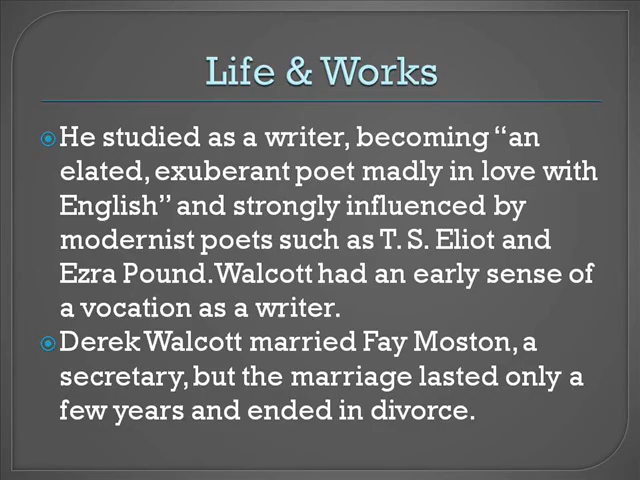 Life & Works
He studied as a writer, becoming “an
elated, exuberant poet madly in love with
English” and strongly influenced by
modernist poets such as T. S. Eliot and
Ezra Pound. Walcott had an early sense of
a vocation as a writer.
Derek Walcott married Fay Moston, a
secretary, but the marriage lasted only a
few years and ended in divorce.